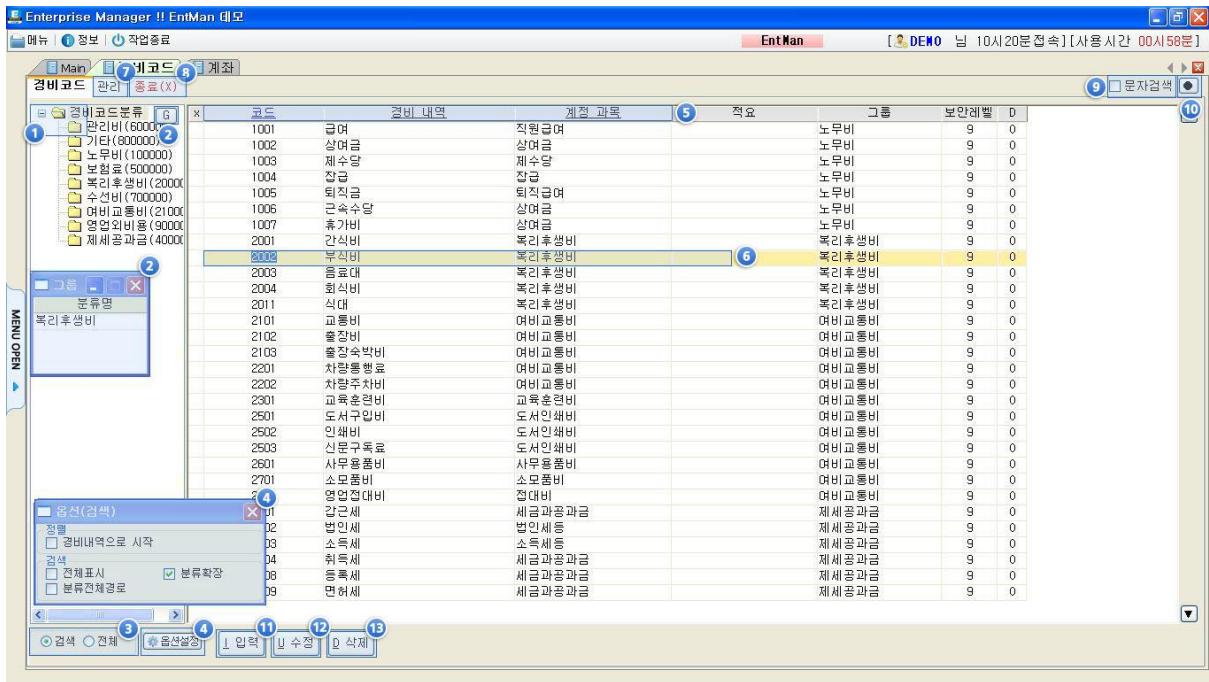 Enterprise Manager !! EntMan 데모
메뉴 정보 작업종료 EntMan [ DEMO 님 10시20분접속][사용시간 00시58분]
Main 계좌
경비코드 관리 종료(X) 7 8 9 문자검색
경비코드분류 G x 코드 경비 내역 계정 과목 5 적요 그룹 보안레벨 D 10
1 관리비(60000 2
기타(800000)
노무비(100000)
보험료(500000)
복리후생비(20000
수선비(700000)
여비교통비(21000
영업외비용(90000
제세공과금(40000
1001 급여 직원급여 노무비 9 0
1002 상여금 상여금 노무비 9 0
1003 제수당 제수당 노무비 9 0
1004 잡급 잡급 노무비 9 0
1005 퇴직금 퇴직급여 노무비 9 0
1006 근속수당 상여금 노무비 9 0
1007 휴가비 상여금 노무비 9 0
2001 간식비 복리후생비 복리후생비 9 0
2002 부식비 복리후생비 6 복리후생비 9 0
2003 음료대 복리후생비 복리후생비 9 0
2004 회식비 복리후생비 복리후생비 9 0
2011 식대 복리후생비 복리후생비 9 0
2101 교통비 여비교통비 여비교통비 9 0
2102 출장비 여비교통비 여비교통비 9 0
2103 출장숙박비 여비교통비 여비교통비 9 0
2201 차량통행료 여비교통비 여비교통비 9 0
2202 차량주차비 여비교통비 여비교통비 9 0
2301 교육훈련비 교육훈련비 여비교통비 9 0
2501 도서구입비 도서인쇄비 여비교통비 9 0
2502 인쇄비 도서인쇄비 여비교통비 9 0
2503 신문구독료 도서인쇄비 여비교통비 9 0
2601 사무용품비 사무용품비 여비교통비 9 0
2701 소모품비 소모품비 여비교통비 9 0
영업접대비 접대비 여비교통비 9 0
01 갑근세 세금과공과금 제세공과금 9 0
02 법인세 법인세등 제세공과금 9 0
03 소득세 소득세등 제세공과금 9 0
04 취득세 세금과공과금 제세공과금 9 0
08 등록세 세금과공과금 제세공과금 9 0
09 면허세 세금과공과금 제세공과금 9 0
2
그룹
분류명
복리후생비
MENU OPEN
4
옵션(검색)
정렬
경비내역으로 시작
검색
전체표시 분류확장
분류전체경로
3 4 11 12 13
검색 전체 옵션설정 I 입력 U 수정 D 삭제